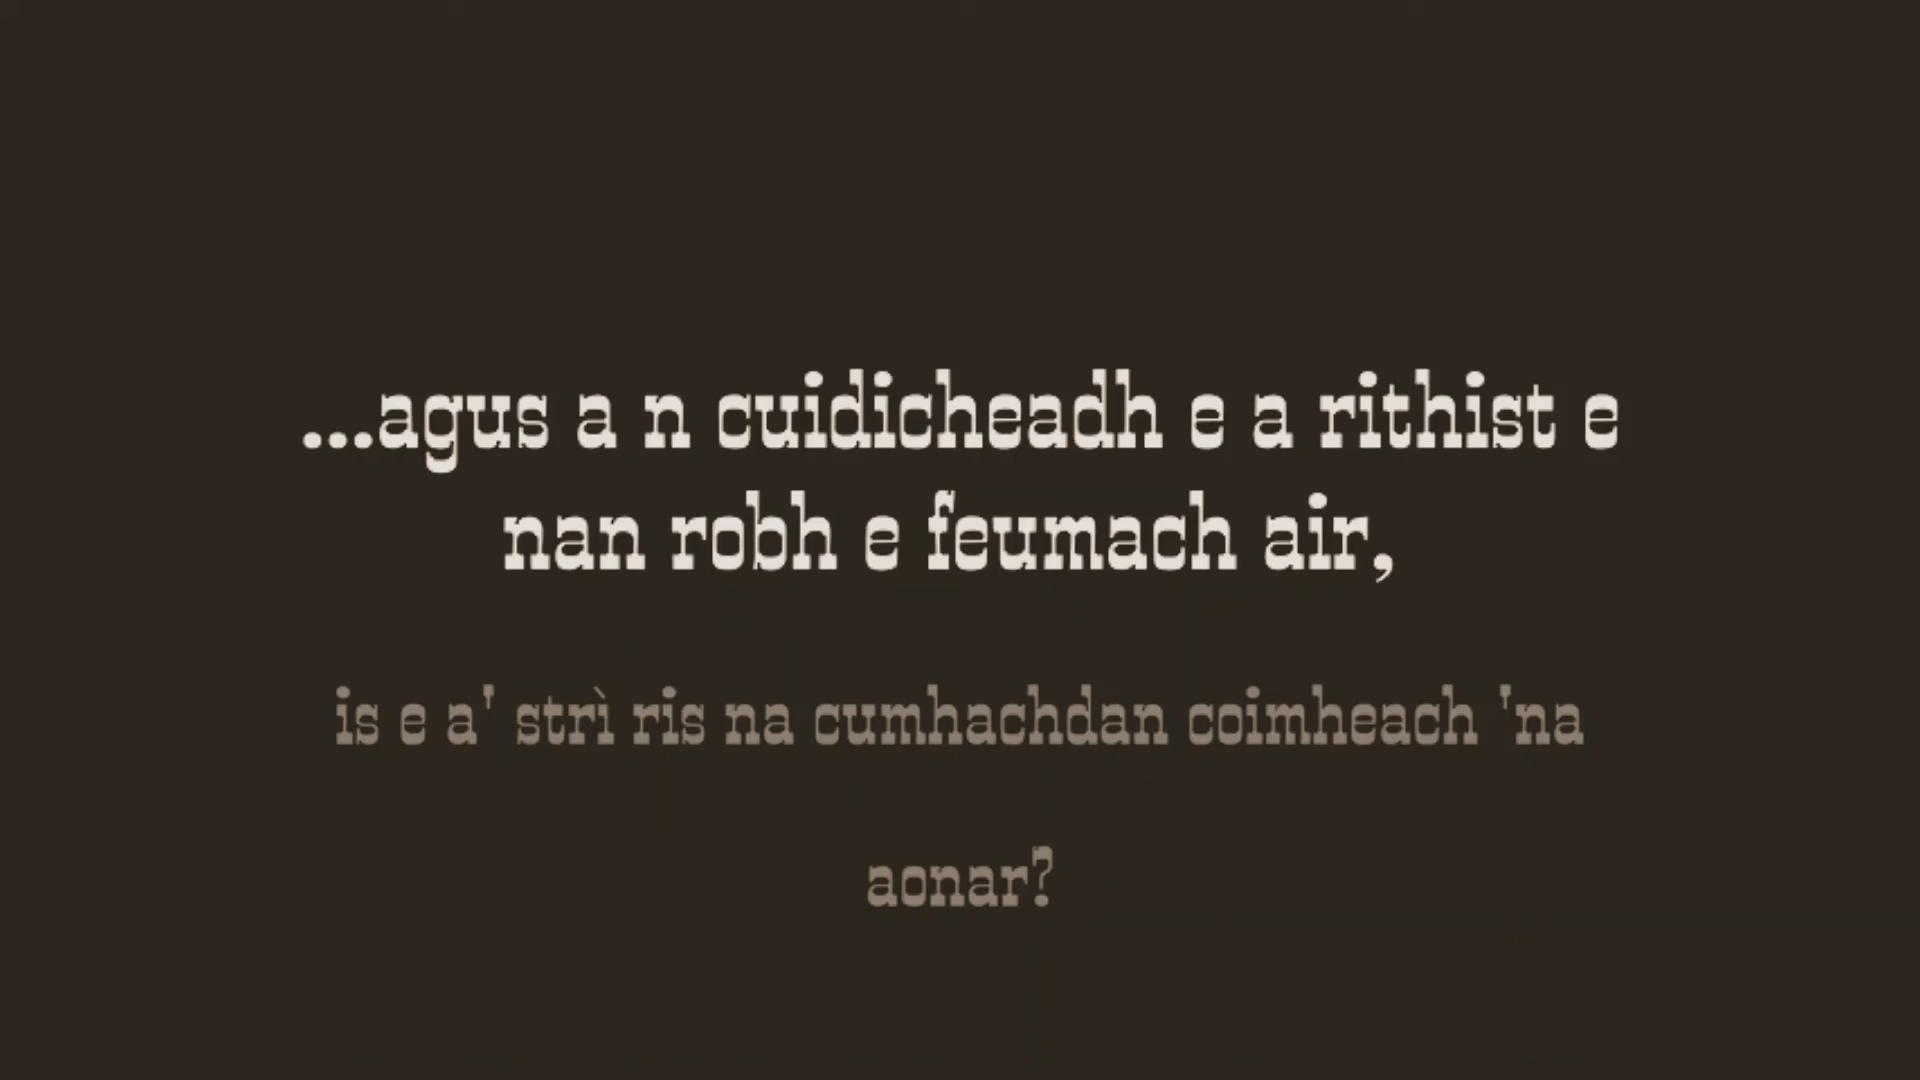 ...agus a n cuidicheadh e a rithist e
nan robh e feumach air,
is e a' strì ris na cumhachdan coimheach 'na
aonar?